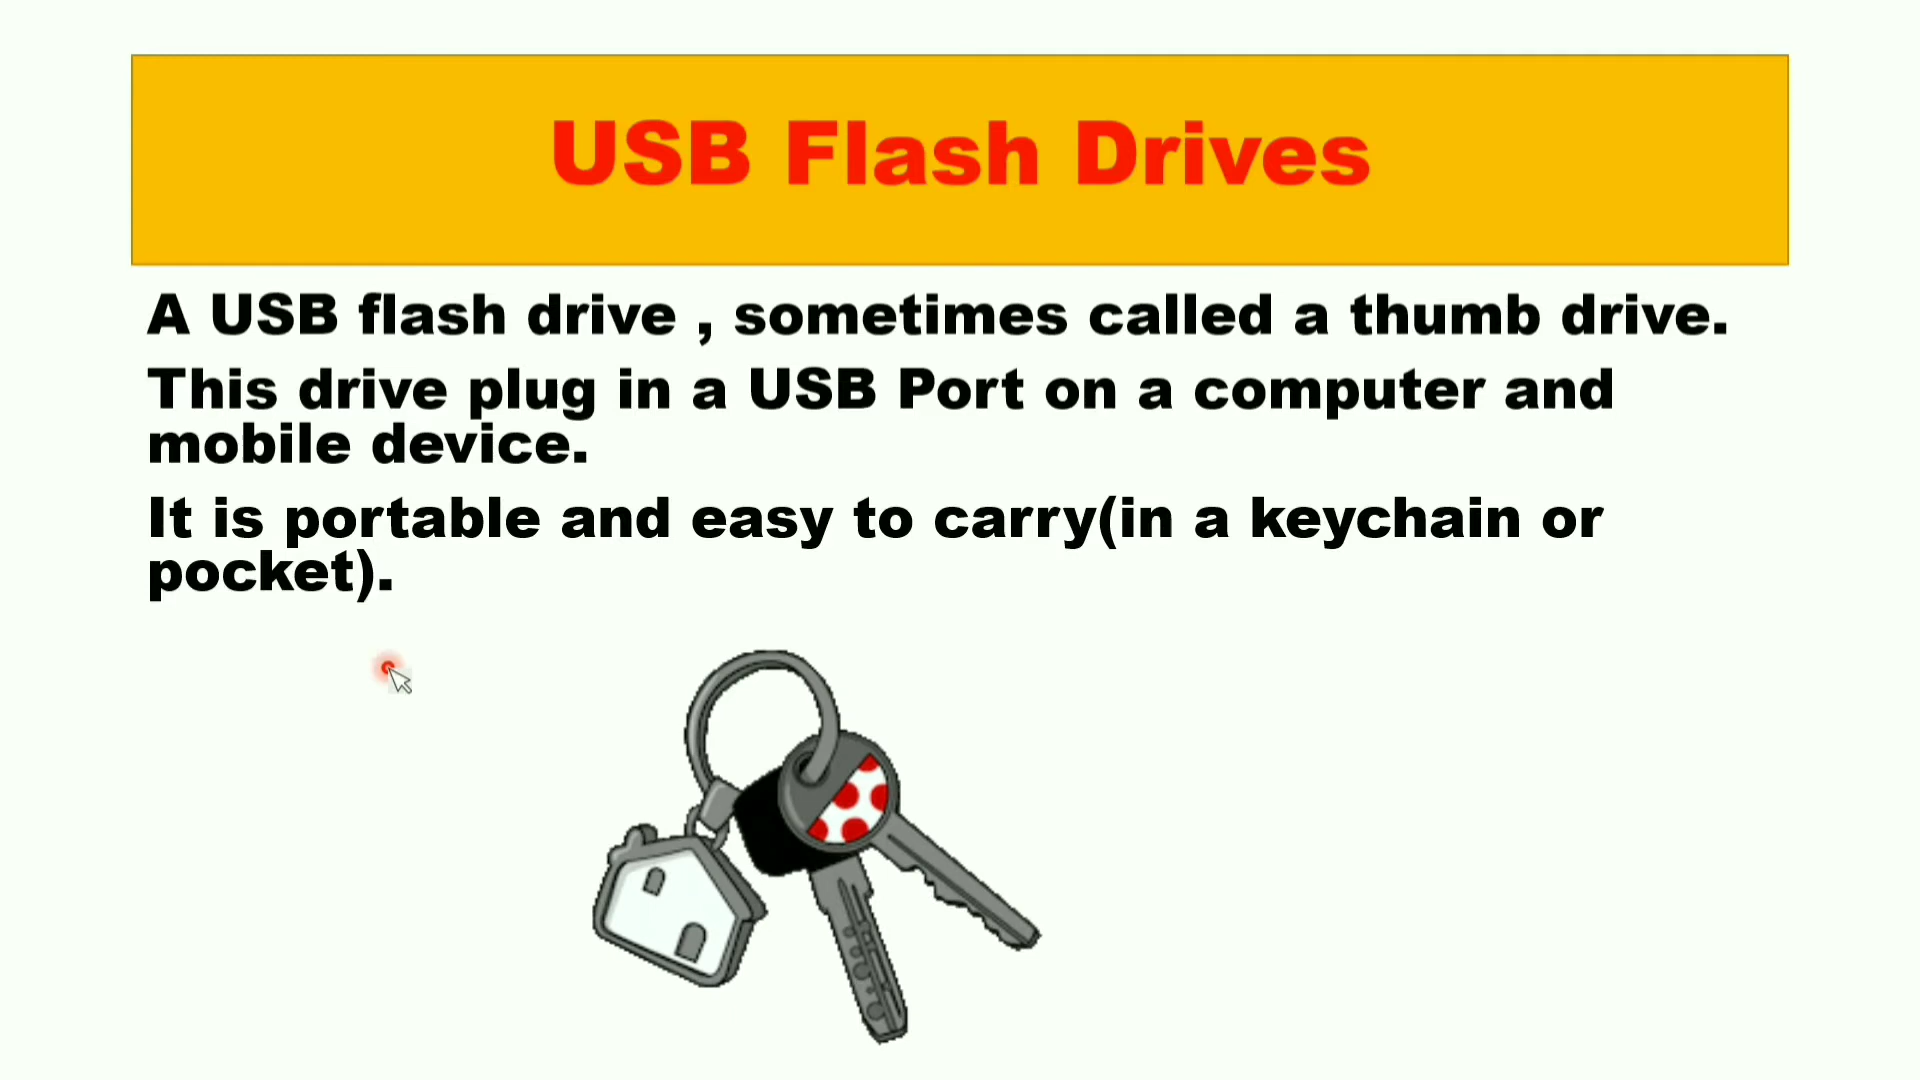 USB Flash Drives
A USB flash drive , sometimes called a thumb drive.
This drive plug in a USB Port on a computer and
mobile device.
It is portable and easy to carry(in a keychain or
pocket).